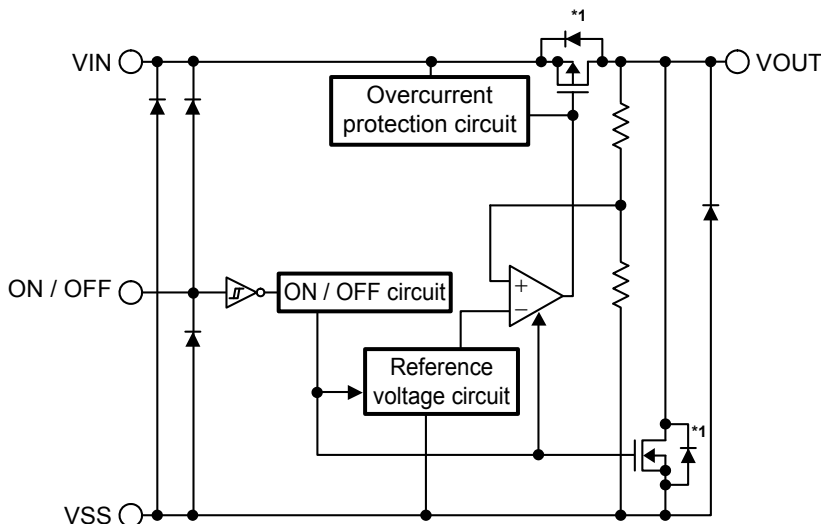 *1
VIN
VOUT
Overcurrent
protection circuit
ON / OFF
ON / OFF circuit
+
−
Reference
voltage circuit
*1
VSS